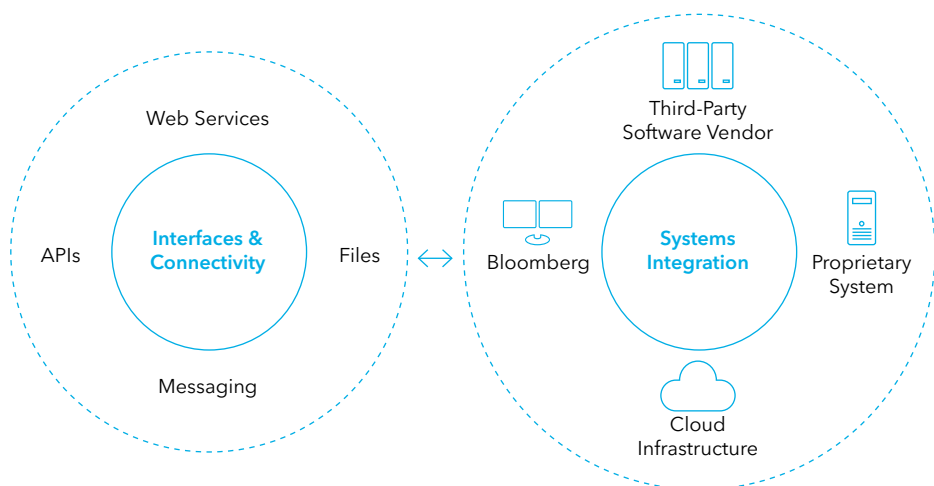 Web Services
APIs
Interfaces &
Connectivity
Files
Messaging
Third-Party
Software Vendor
Bloomberg
Systems
Integration
Proprietary
System
Cloud
Infrastructure